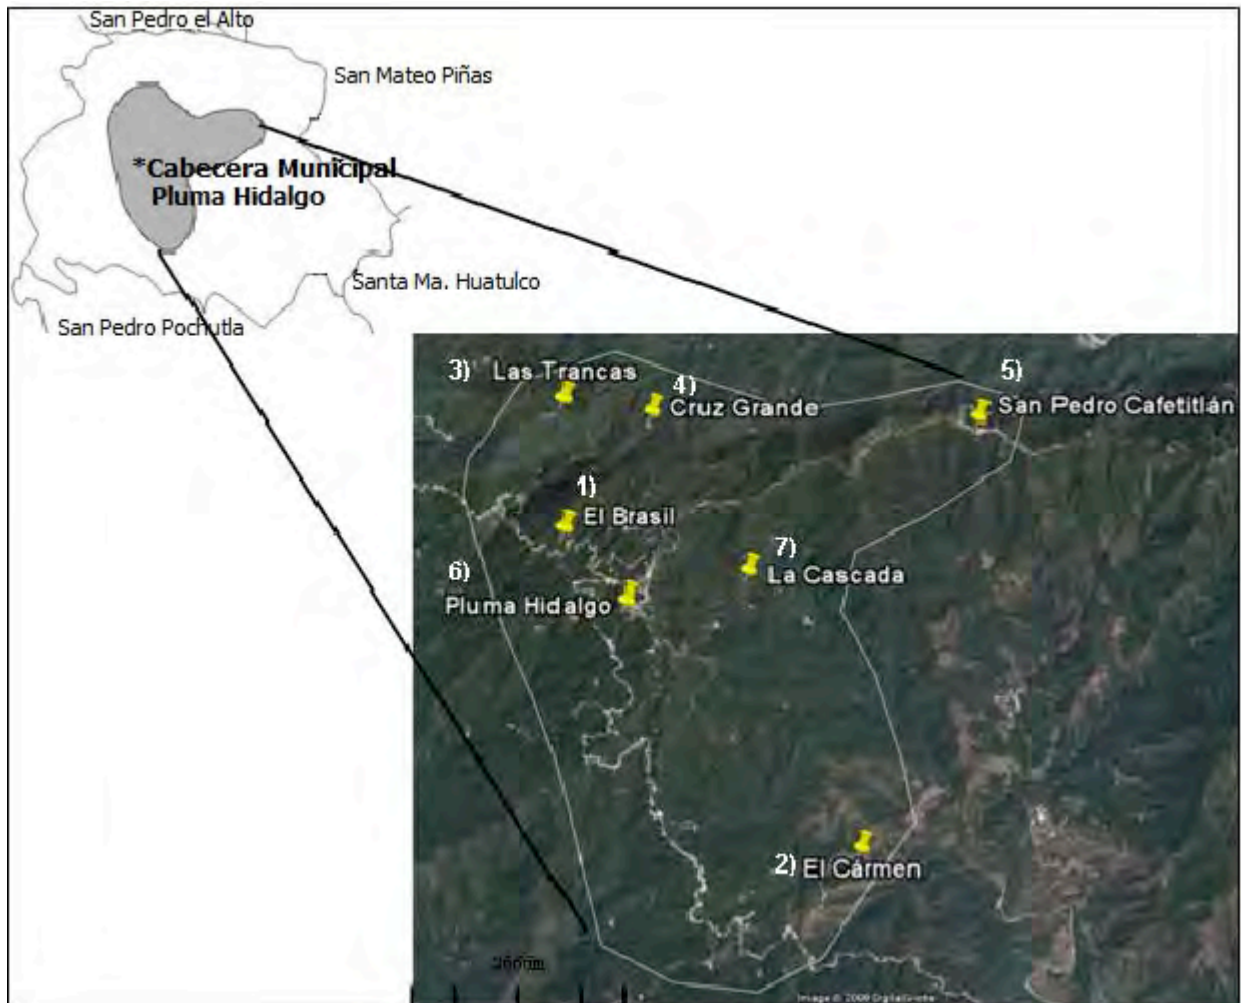 San Pedro el Alto
San Mateo Piñas
*Cabecera Municipal
Pluma Hidalgo
Santa Ma. Huatulco
San Pedro Pochutla
3) Las Trancas
4)
Cruz Grande
5)
San Pedro Cafetitlán
1)
El Brasil
7)
La Cascada
6)
Pluma Hidalgo
2) El Cármen
Image © 2009 DigitalGlobe